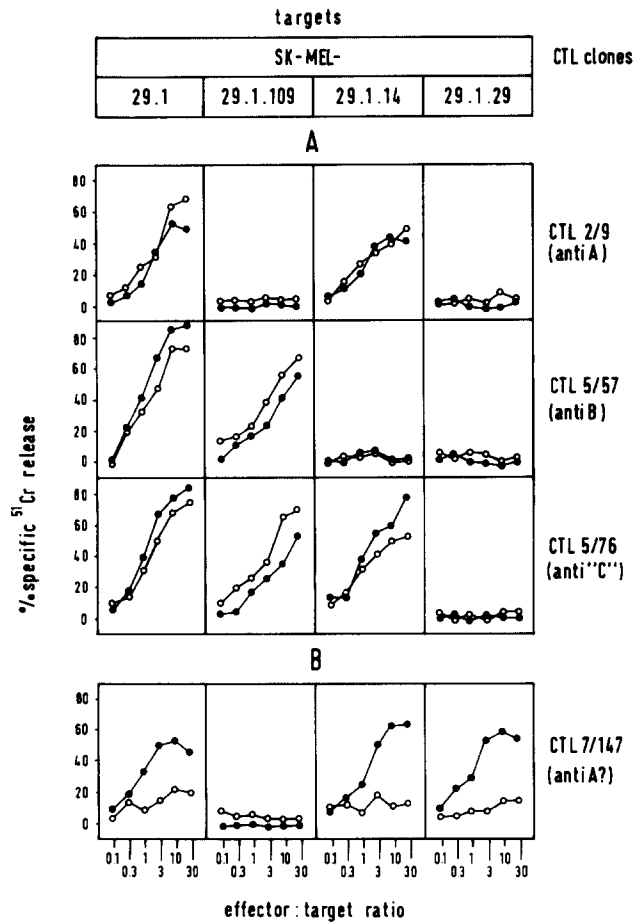 targets
SK-MEL-
CTL clones
29.1
29.1.109
29.1.14
29.1.29
A
80
60
40
20
0
CTL 2/9
(anti A)
80
60
40
20
0
CTL 5/57
(anti B)
80
60
40
20
0
CTL 5/76
(anti "C")
% specific 51Cr release
B
80
60
40
20
0
CTL 7/147
(anti A?)
0.1 0.3 1 3 10 30
0.1 0.3 1 3 10 30
0.1 0.3 1 3 10 30
0.1 0.3 1 3 10 30
effector : target ratio